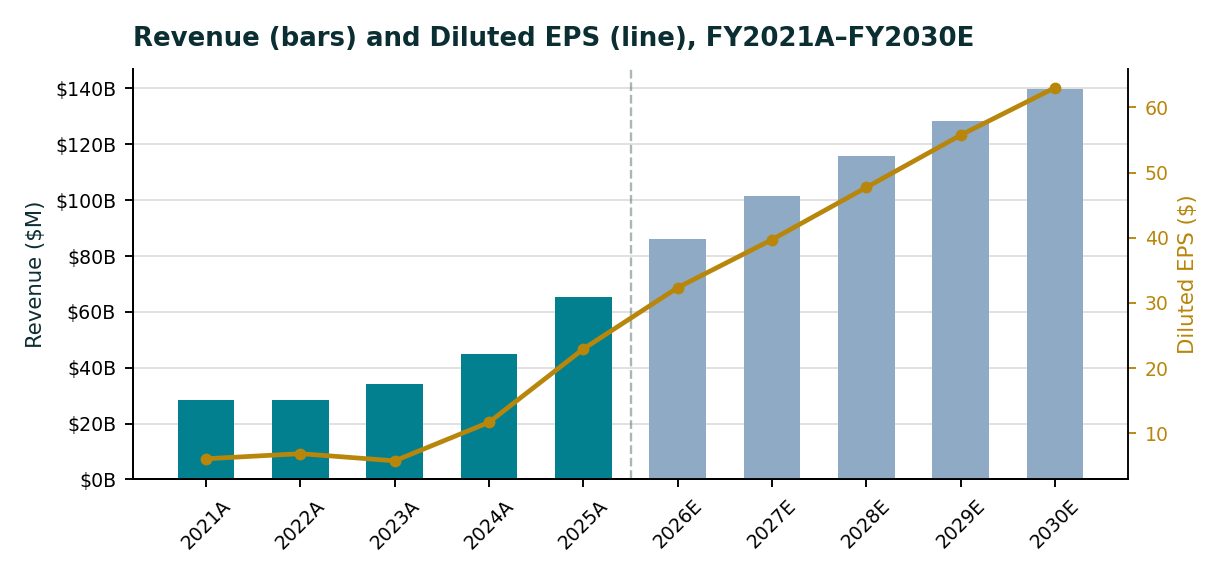 Revenue (bars) and Diluted EPS (line), FY2021A–FY2030E
Revenue ($M)
$140B
$120B
$100B
$80B
$60B
$40B
$20B
$0B
60
50
40
30
20
10
Diluted EPS ($)
2021A
2022A
2023A
2024A
2025A
2026E
2027E
2028E
2029E
2030E